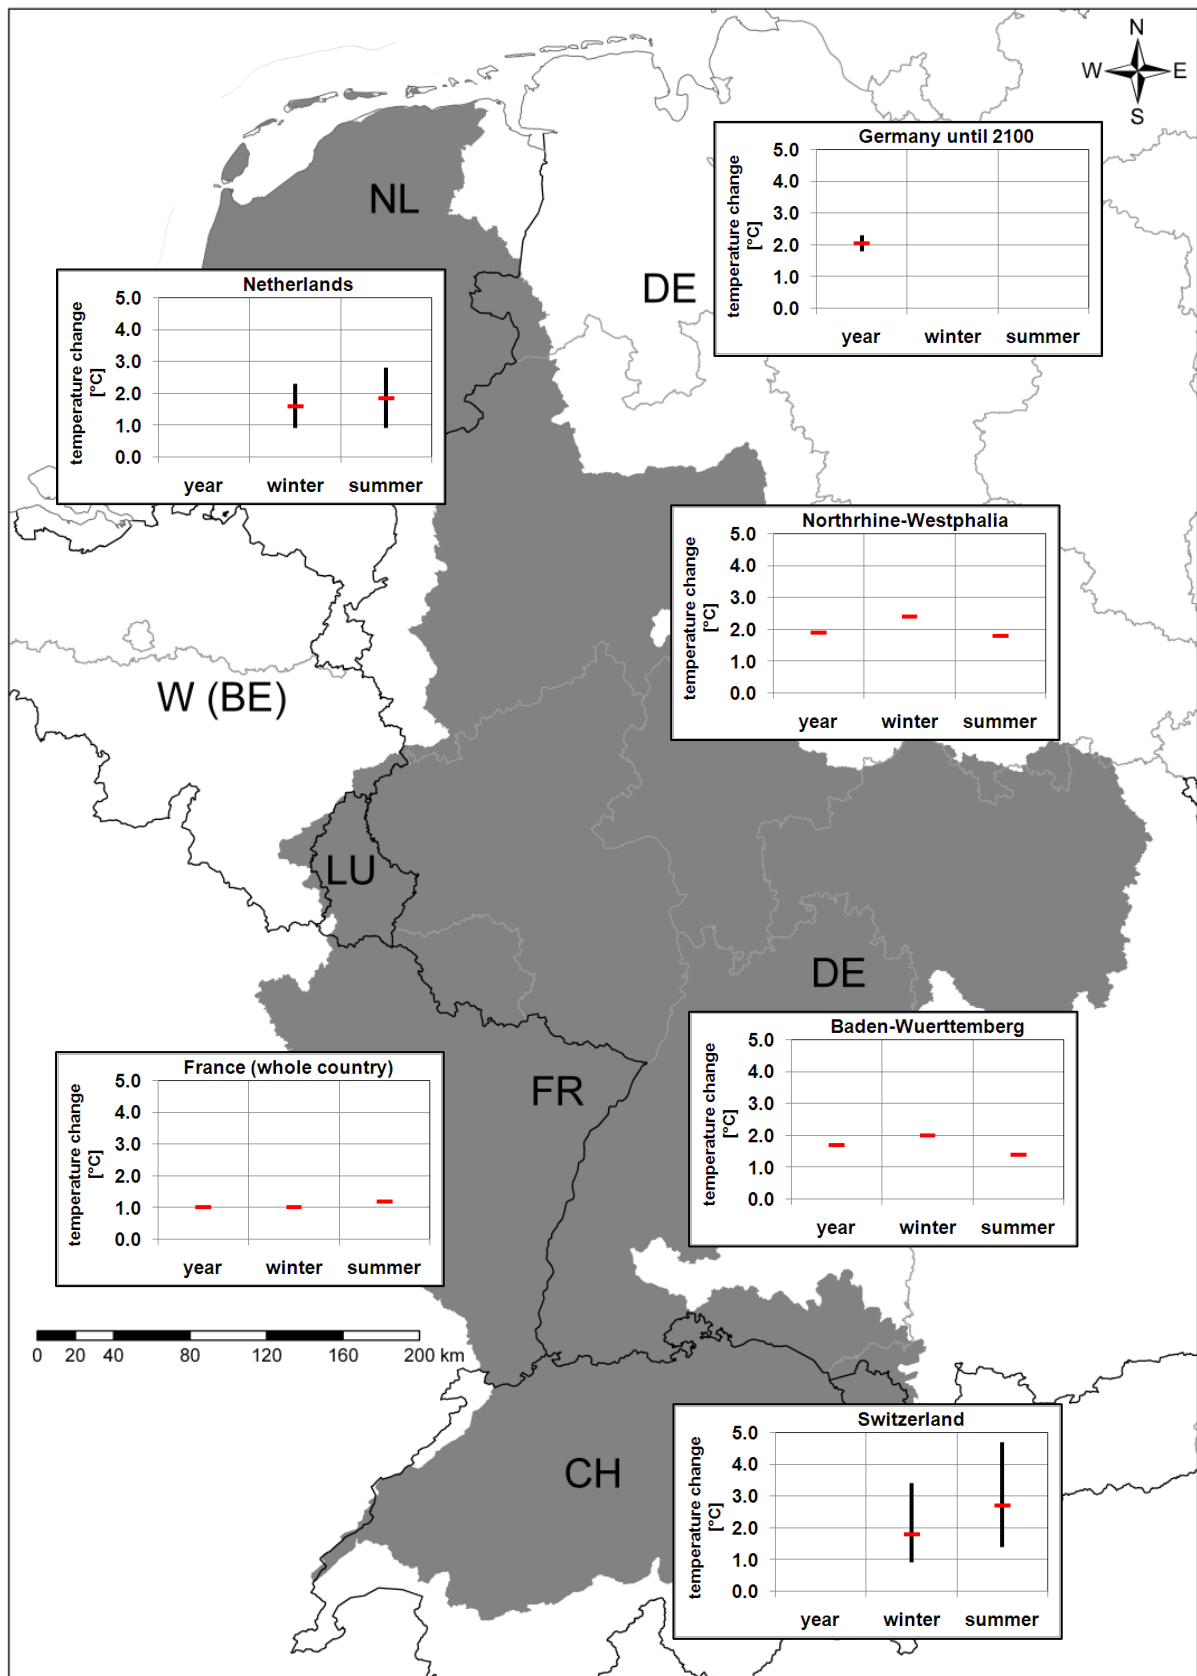 N
W E
S
NL
DE
Germany until 2100
temperature change
[°C]
5.0
4.0
3.0
2.0
1.0
0.0
year winter summer
Netherlands
temperature change
[°C]
5.0
4.0
3.0
2.0
1.0
0.0
year winter summer
Northrhine-Westphalia
temperature change
[°C]
5.0
4.0
3.0
2.0
1.0
0.0
year winter summer
W (BE)
LU
DE
Baden-Wuerttemberg
temperature change
[°C]
5.0
4.0
3.0
2.0
1.0
0.0
year winter summer
France (whole country)
temperature change
[°C]
5.0
4.0
3.0
2.0
1.0
0.0
year winter summer
FR
0 20 40 80 120 160 200 km
CH
Switzerland
temperature change
[°C]
5.0
4.0
3.0
2.0
1.0
0.0
year winter summer